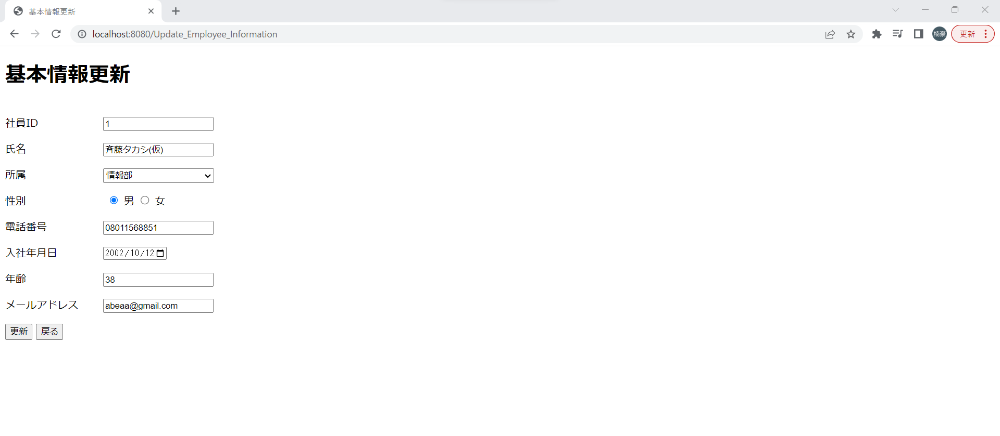 基本情報更新
localhost:8080/Update_Employee_Information
楠豪
更新
基本情報更新
社員ID 1
氏名 斉藤タカシ(仮)
所属 情報部
性別 男 女
電話番号 08011568851
入社年月日 2002/10/12
年齢 38
メールアドレス abeaa@gmail.com
更新 戻る